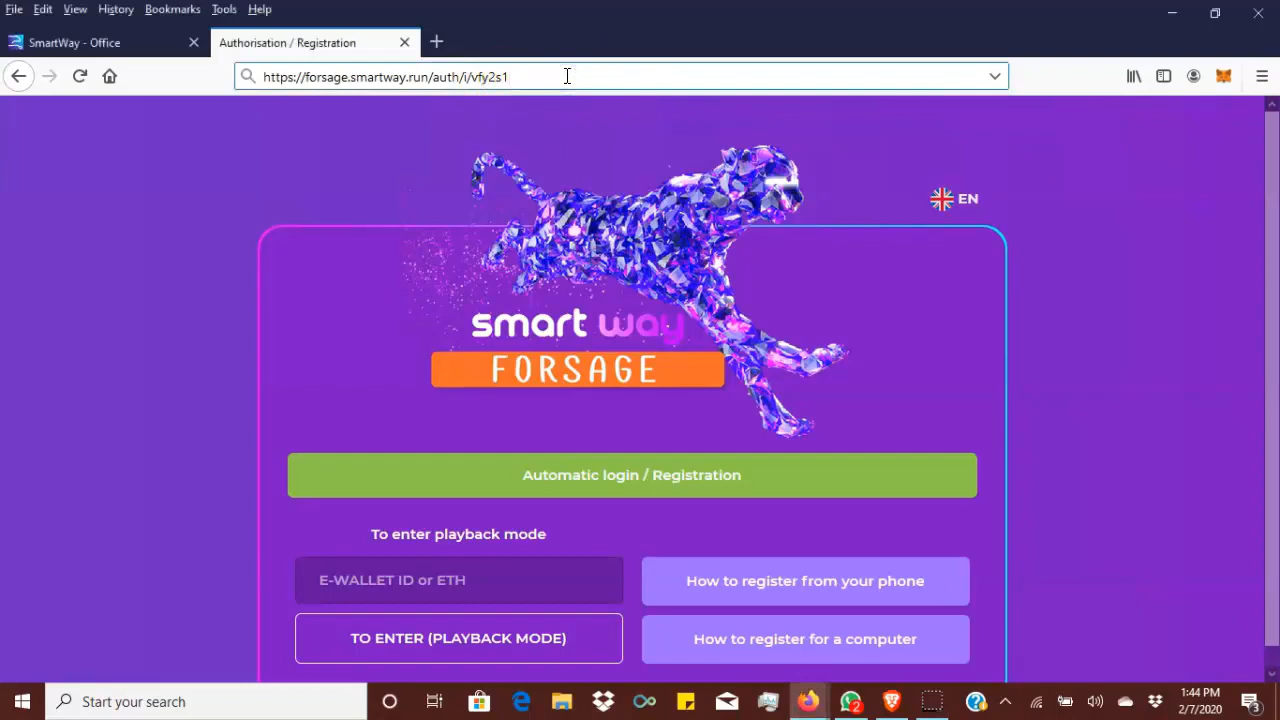 File Edit View History Bookmarks Tools Help
SmartWay - Office
Authorisation / Registration
https://forsage.smartway.run/auth/i/vfy2s1
EN
smart way
FORSAGE
Automatic login / Registration
To enter playback mode
E-WALLET ID or ETH
How to register from your phone
TO ENTER (PLAYBACK MODE)
How to register for a computer
Start your search
2
1:44 PM
2/7/2020
3